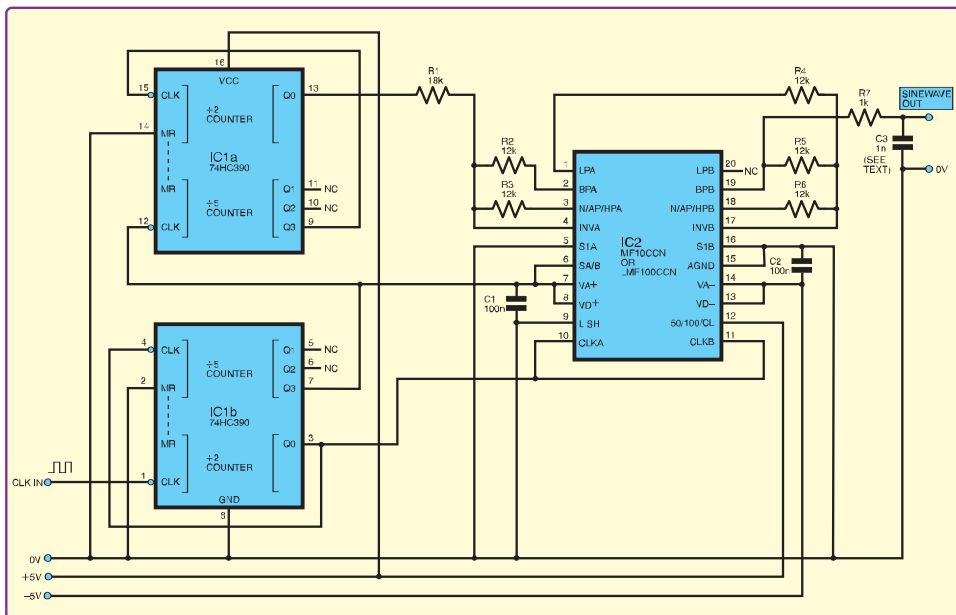 16
VCC
15
CLK
÷2
COUNTER
Q0
13
14
MR
IC1a
74HC390
MR
Q1
11
NC
Q2
10
NC
12
CLK
÷5
COUNTER
Q3
9
4
CLK
÷5
COUNTER
Q1
5
NC
Q2
6
NC
2
MR
Q3
7
IC1b
74HC390
MR
Q0
3
÷2
COUNTER
1
CLK
CLK IN
GND
8
0V
+5V
-5V
R1
18k
R2
12k
R3
12k
1
LPA
2
BPA
3
N/AP/HPA
4
INVA
5
S1A
6
SA/B
7
VA+
8
VD+
9
L SH
10
CLKA
IC2
MF10CCN
OR
LMF100CCN
LPB
20
NC
BPB
19
N/AP/HPB
18
INVB
17
S1B
16
AGND
15
VA-
14
VD-
13
50/100/CL
12
CLKB
11
C1
100n
C2
100n
R4
12k
R5
12k
R6
12k
R7
1k
C3
1n
(SEE
TEXT)
SINEWAVE
OUT
0V